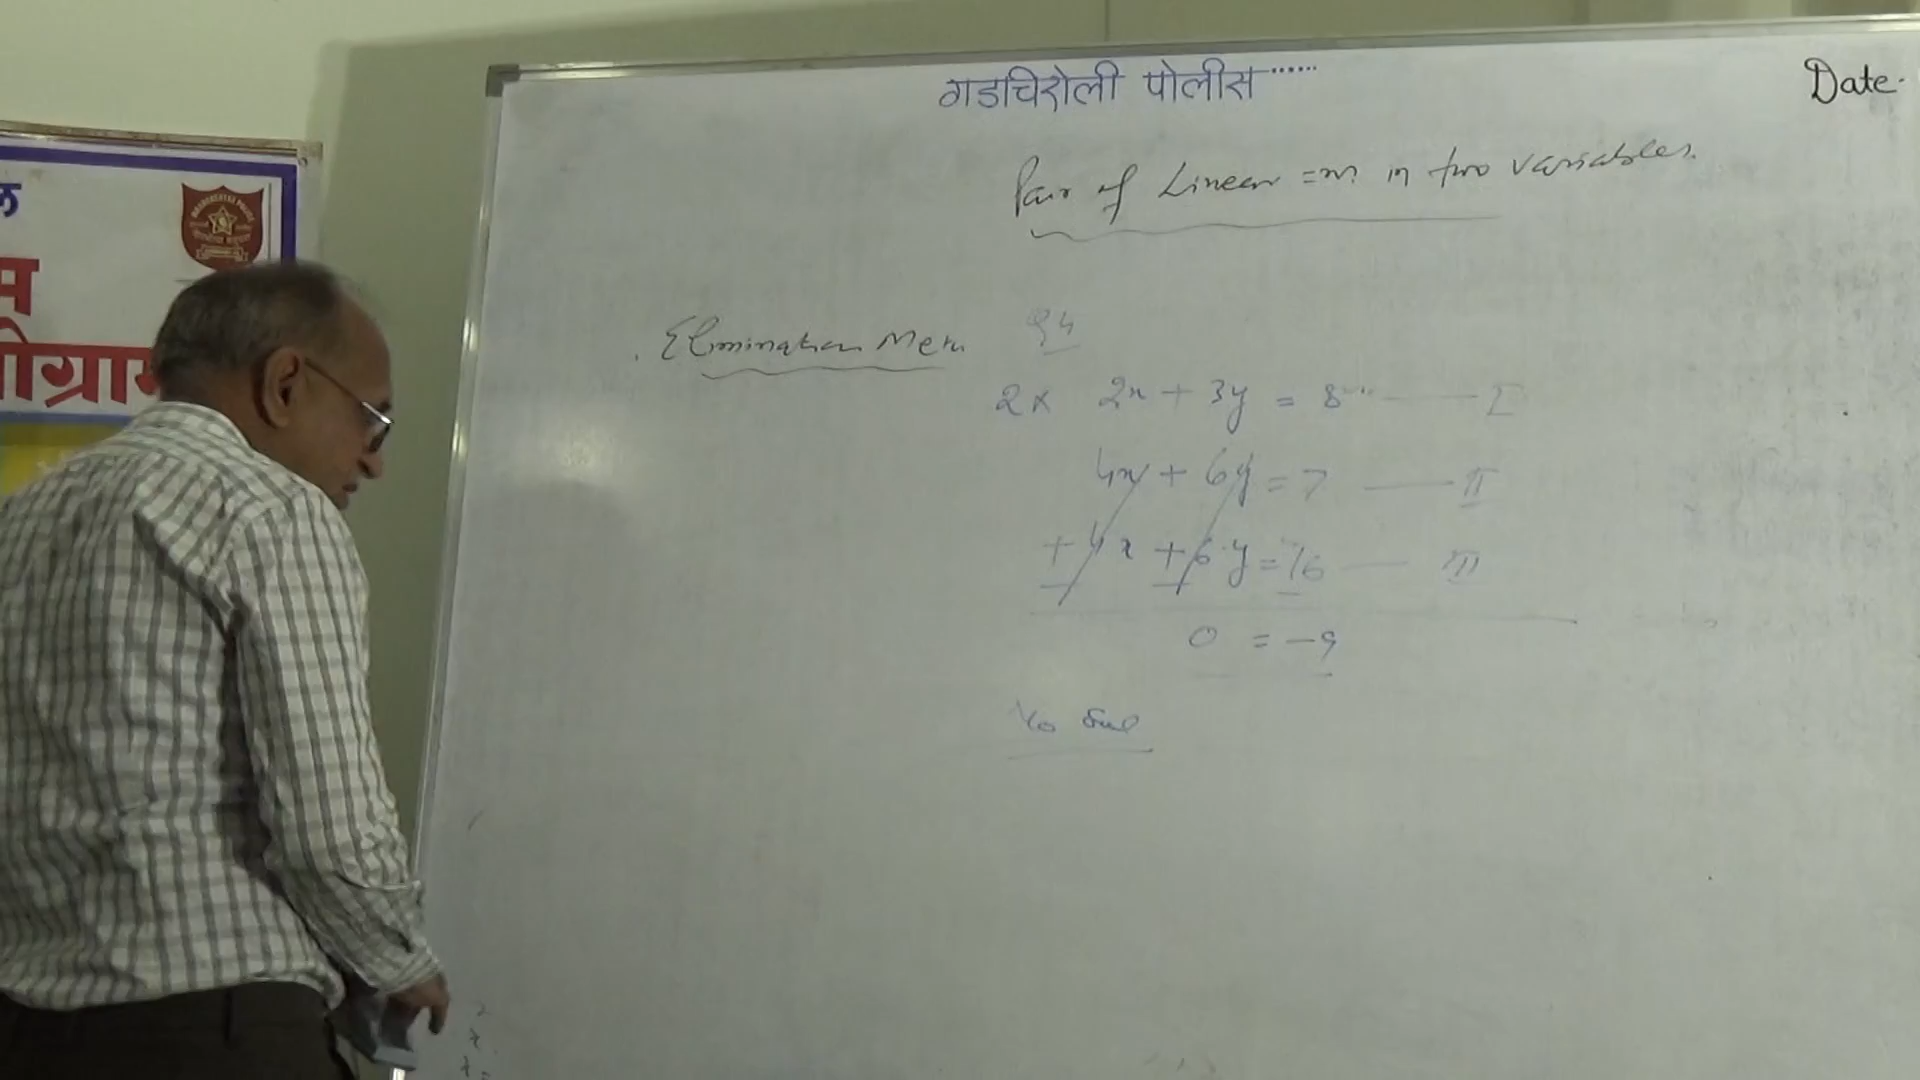 गडचिरोली पोलीस......
Date-
Pair of Linear =n? in two variables.
Elimination Meth
2x 2x + 3y = 8 —— I
4x + 6y = 7 —— II
+4x +6y = 16 —— III
0 = -9
No Sol
ल
स
ोग्राम